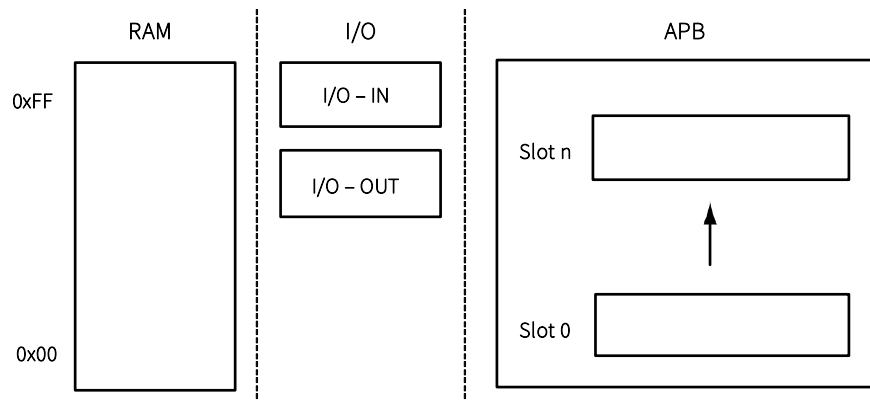 RAM
I/O
APB
0xFF
0x00
I/O – IN
I/O – OUT
Slot n
Slot 0